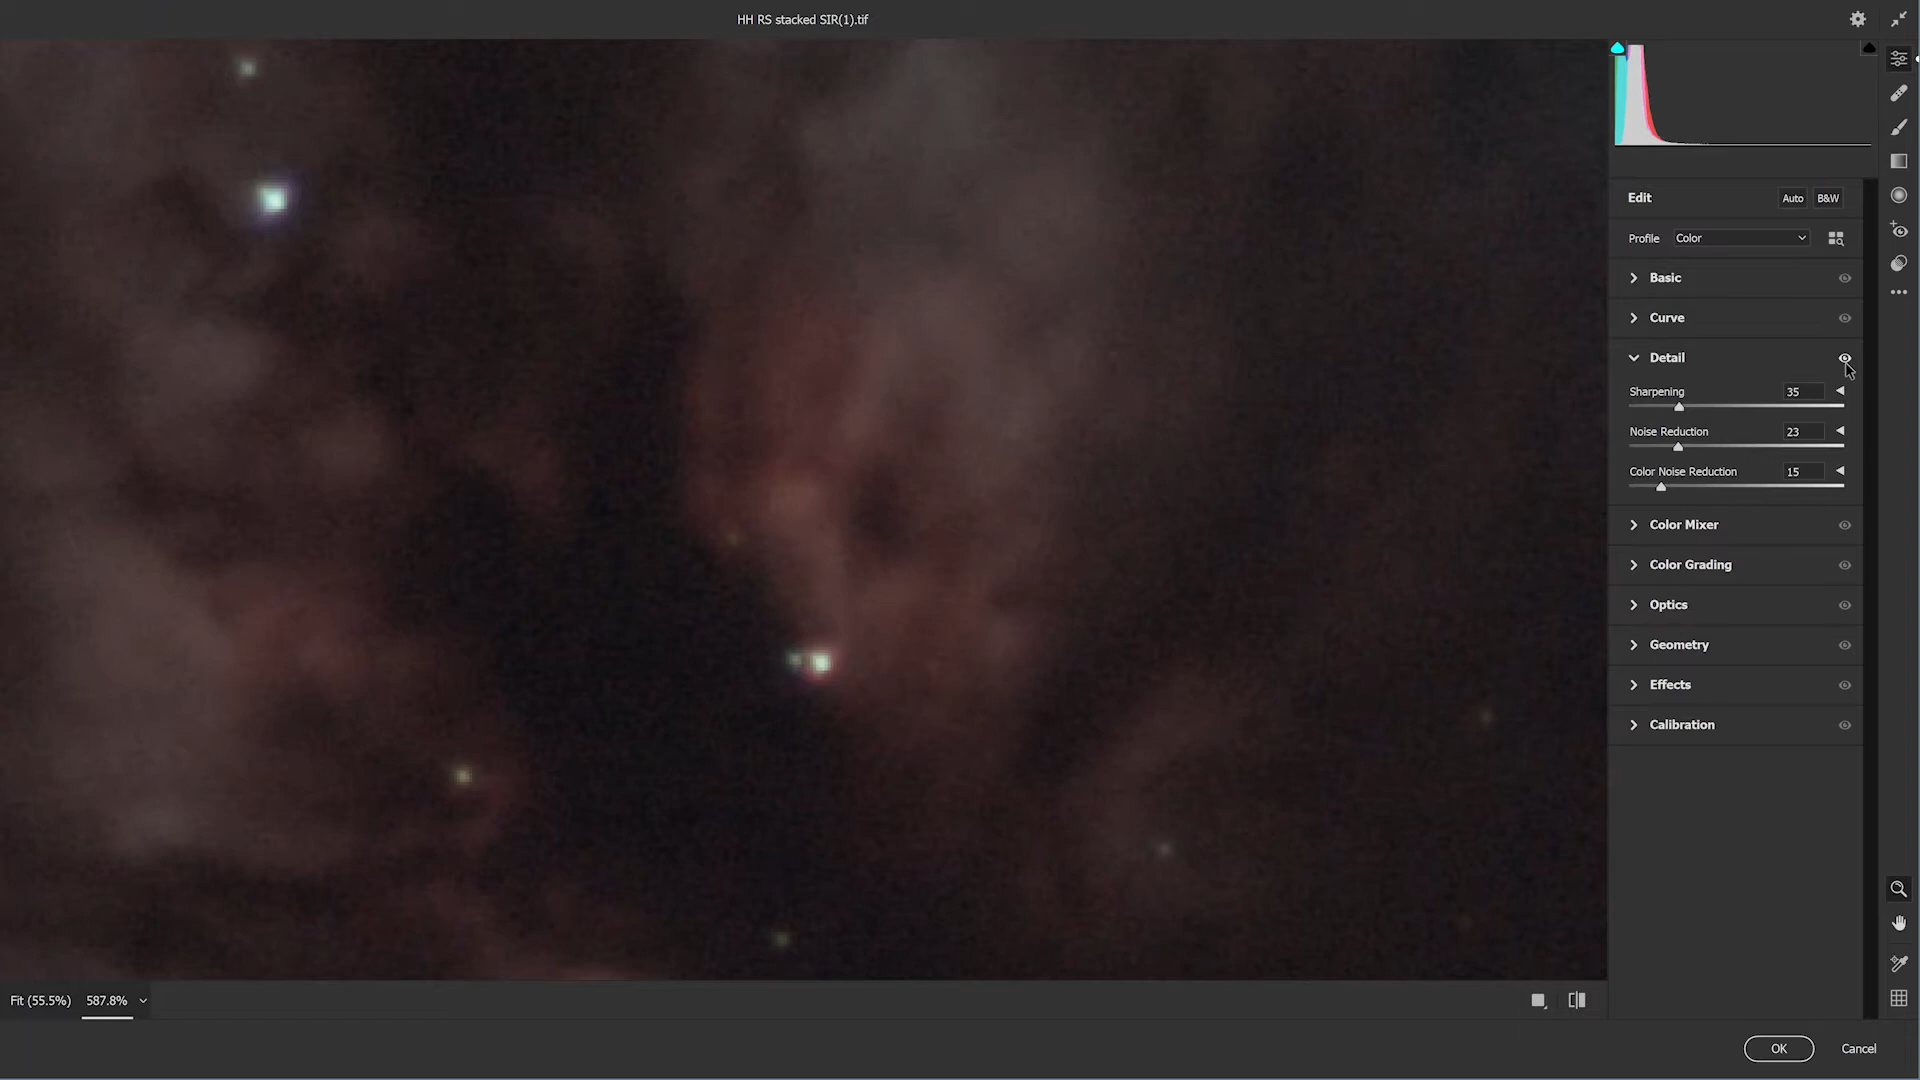 HH RS stacked SIR(1).tif
Edit
Auto
B&W
Profile
Color
Basic
Curve
Detail
Sharpening
35
Noise Reduction
23
Color Noise Reduction
15
Color Mixer
Color Grading
Optics
Geometry
Effects
Calibration
Fit (55.5%)
587.8%
OK
Cancel